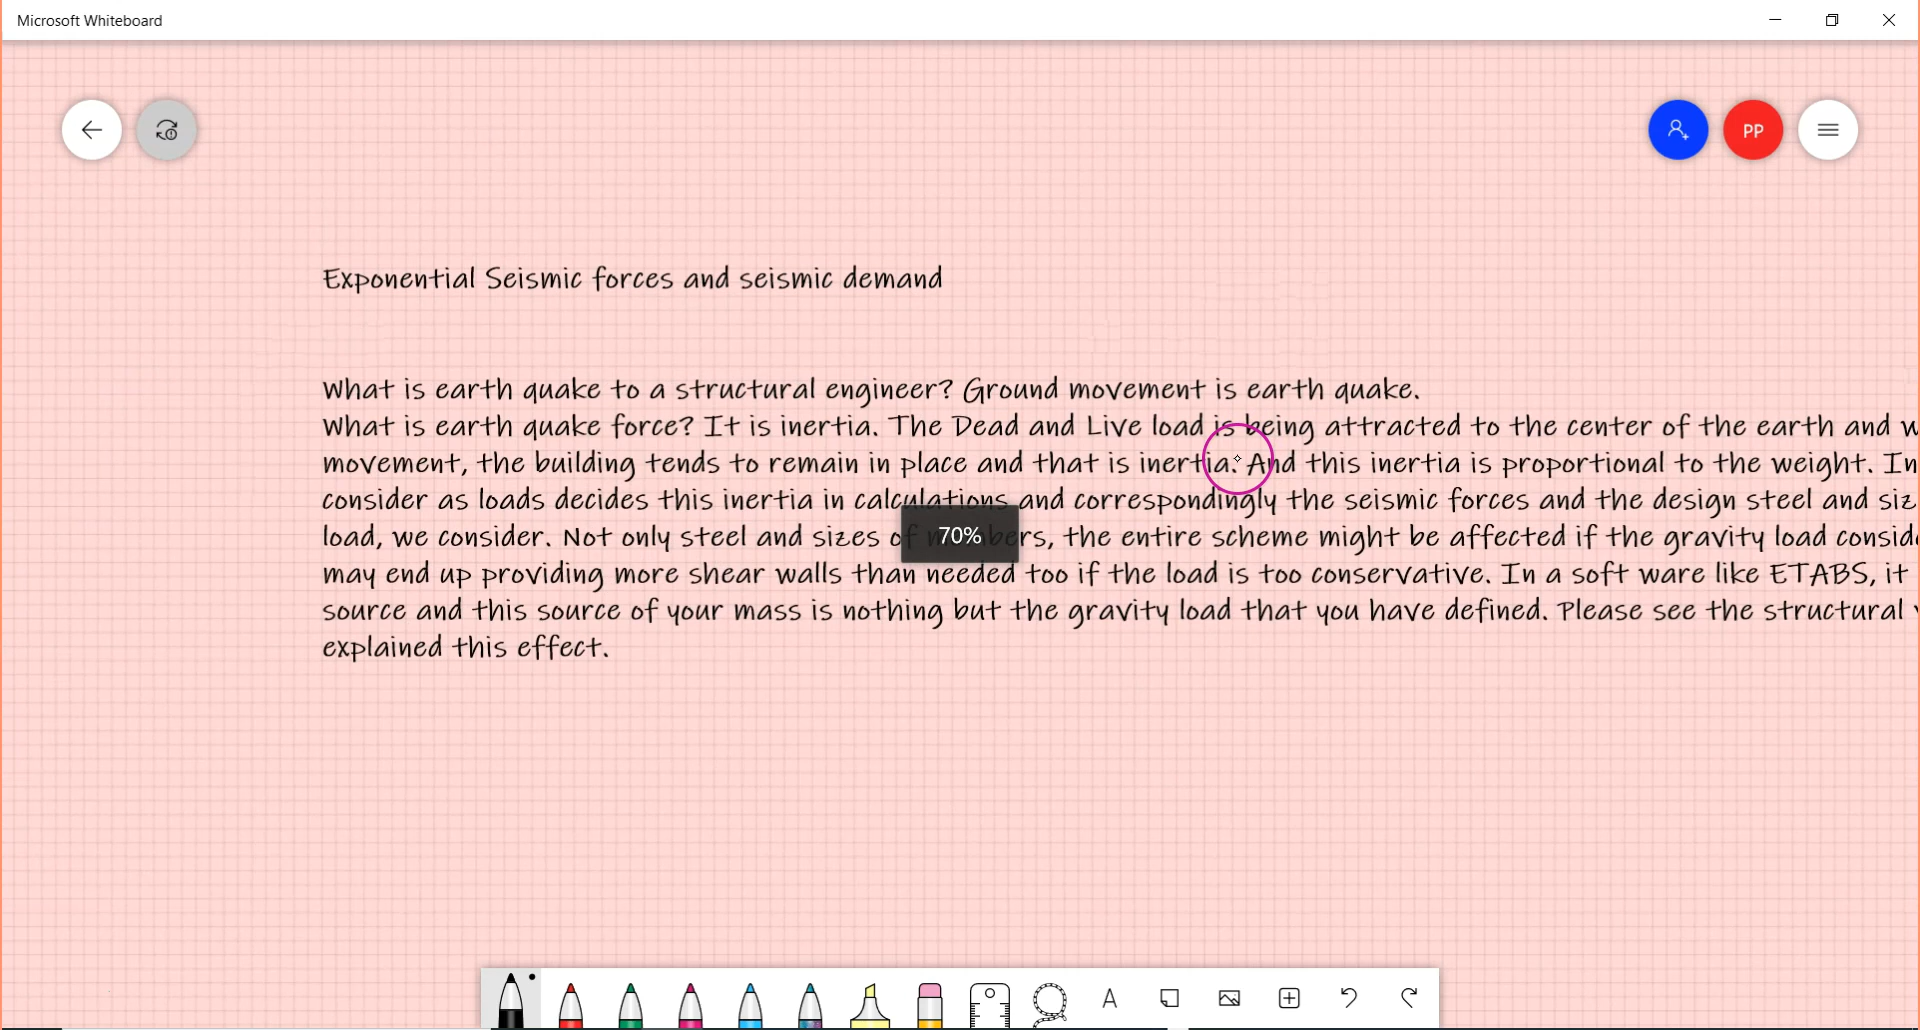 Microsoft Whiteboard
PP
Exponential Seismic forces and seismic demand
What is earth quake to a structural engineer? Ground movement is earth quake.
What is earth quake force? It is inertia. The Dead and Live load is being attracted to the center of the earth and
movement, the building tends to remain in place and that is inertia. And this inertia is proportional to the weight. In
consider as loads decides this inertia in calculations and correspondingly the seismic forces and the design steel and
load, we consider. Not only steel and sizes of members, the entire scheme might be affected if the gravity load
70%
may end up providing more shear walls than needed too if the load is too conservative. In a soft ware like ETABS, it
source and this source of your mass is nothing but the gravity load that you have defined. Please see the structural
explained this effect.